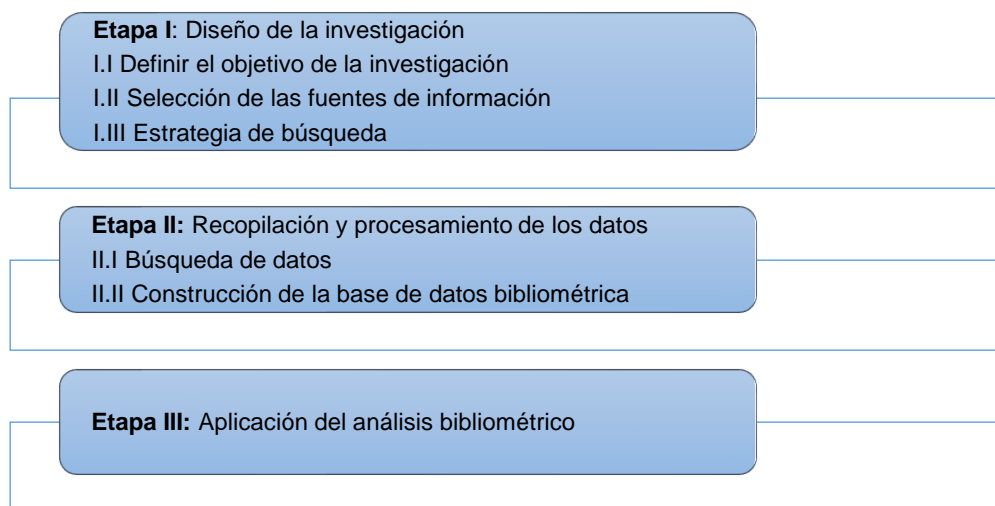 Etapa I: Diseño de la investigación
I.I Definir el objetivo de la investigación
I.II Selección de las fuentes de información
I.III Estrategia de búsqueda
Etapa II: Recopilación y procesamiento de los datos
II.I Búsqueda de datos
II.II Construcción de la base de datos bibliométrica
Etapa III: Aplicación del análisis bibliométrico